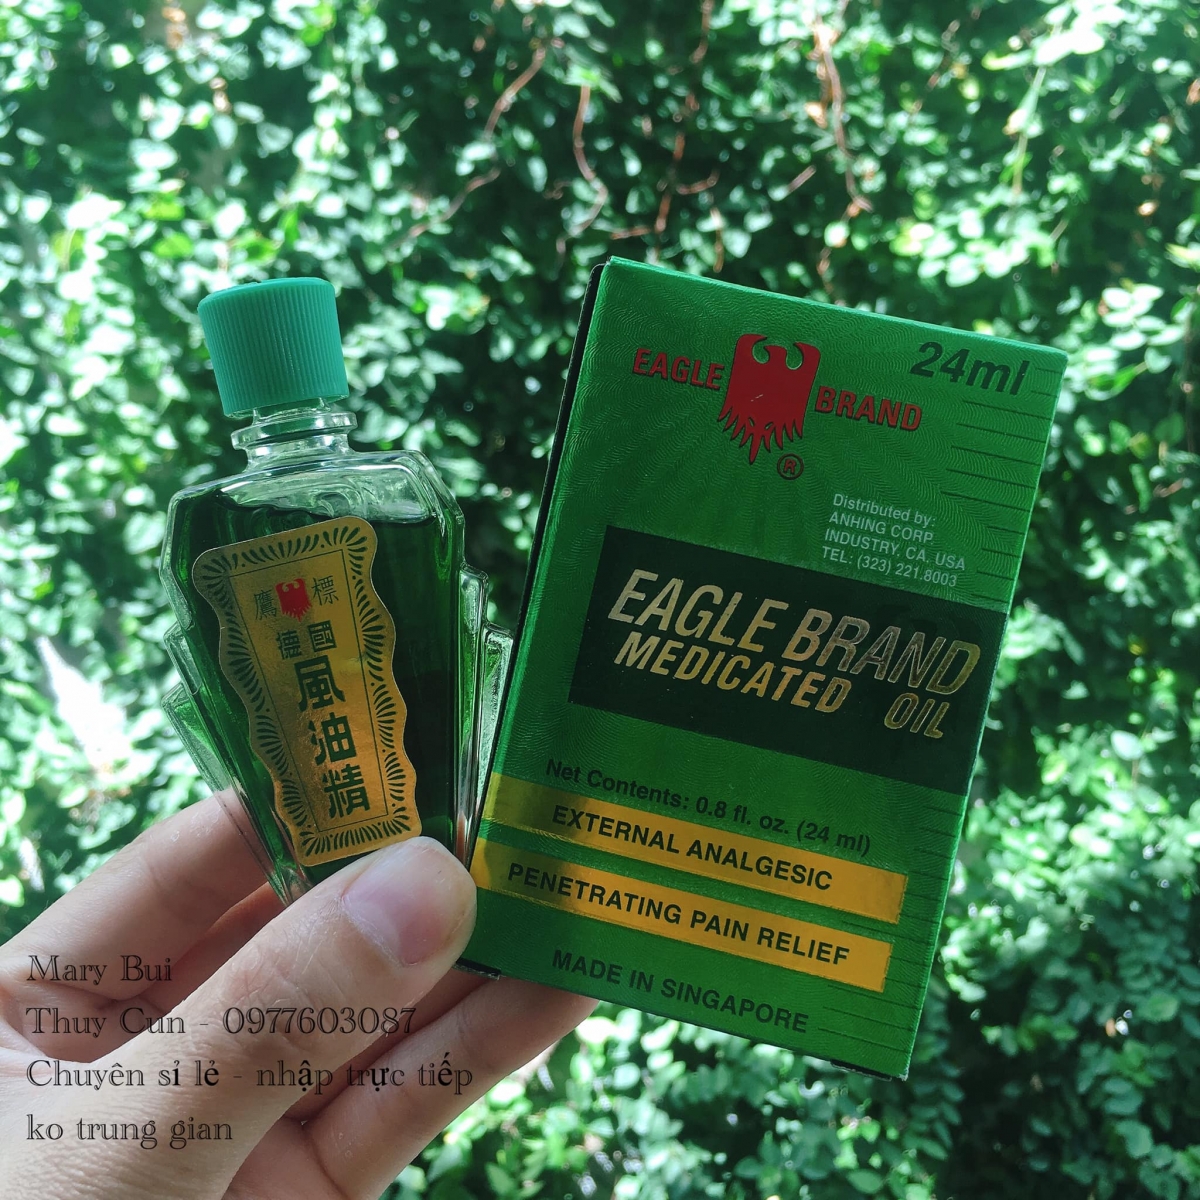 鷹 標
德國
風油精
EAGLE BRAND
®
24ml
Distributed by:
ANHING CORP.
INDUSTRY, CA. USA
TEL: (323) 221.8003
EAGLE BRAND
MEDICATED OIL
Net Contents: 0.8 fl. oz. (24 ml)
EXTERNAL ANALGESIC
PENETRATING PAIN RELIEF
MADE IN SINGAPORE
Mary Bui
Thuy Cun - 0977603087
Chuyên sỉ lẻ - nhập trực tiếp
ko trung gian